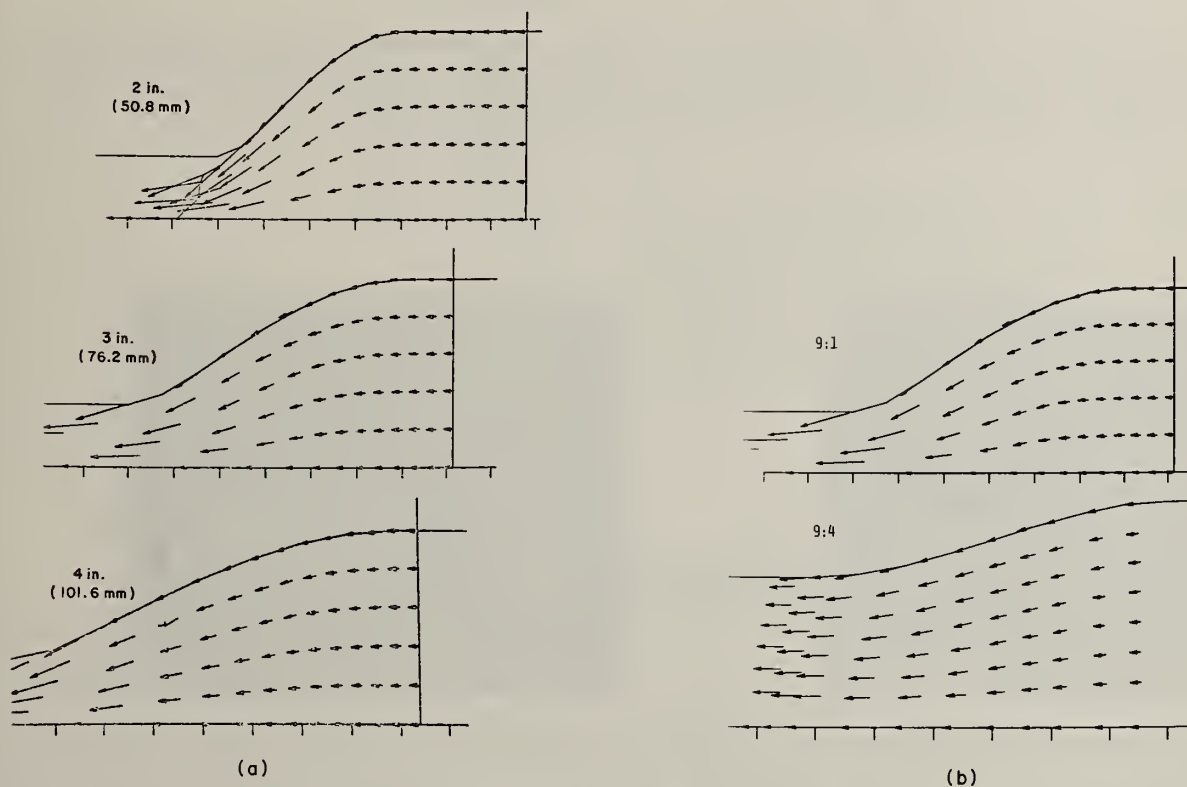 2 in.
(50.8 mm)
3 in.
(76.2 mm)
4 in.
(101.6 mm)
(a)
9:1
9:4
(b)